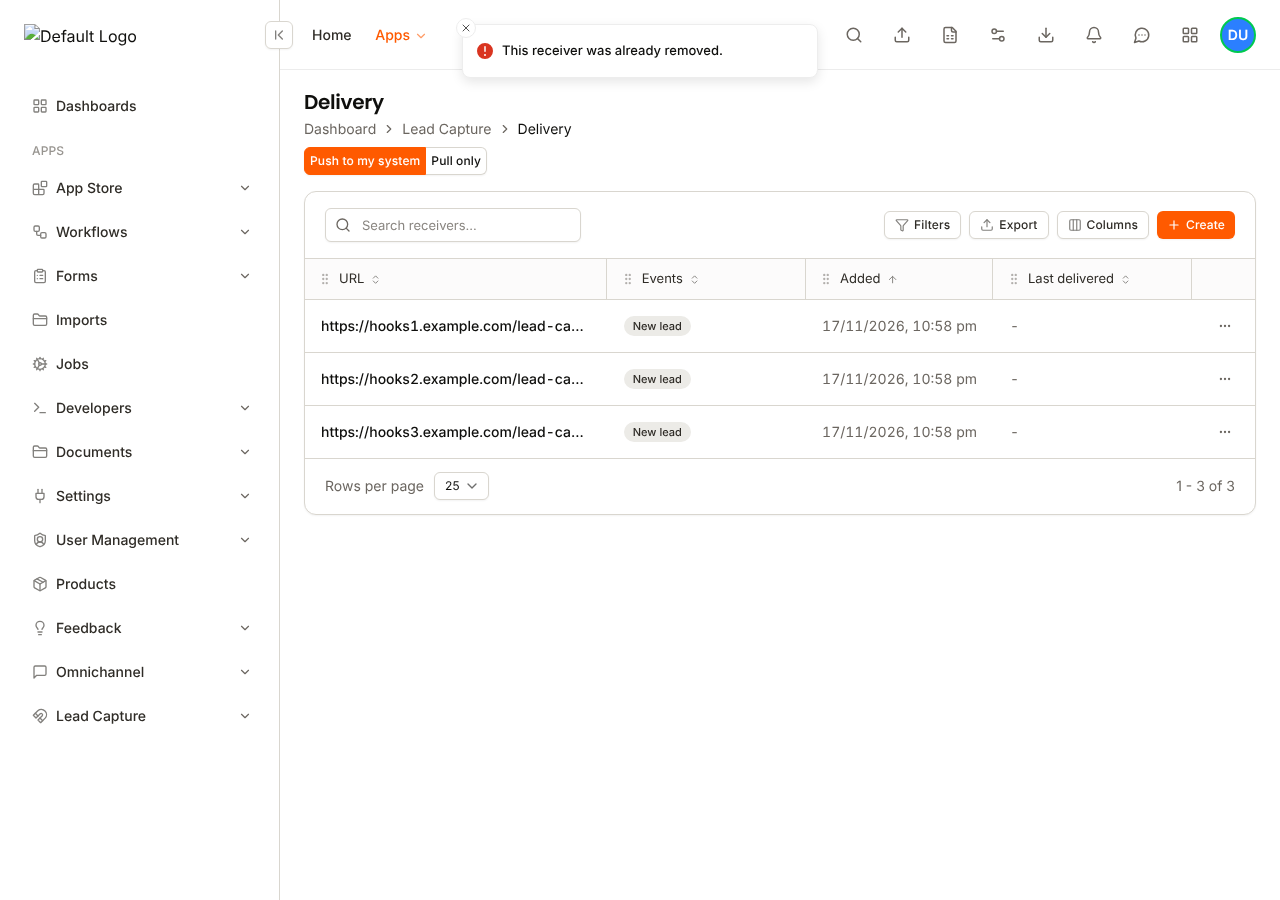 Default Logo
Home
Apps
This receiver was already removed.
DU
Dashboards
APPS
App Store
Workflows
Forms
Imports
Jobs
Developers
Documents
Settings
User Management
Products
Feedback
Omnichannel
Lead Capture
Delivery
Dashboard > Lead Capture > Delivery
Push to my system
Pull only
Search receivers...
Filters
Export
Columns
+ Create
URL
Events
Added
Last delivered
https://hooks1.example.com/lead-ca... New lead 17/11/2026, 10:58 pm -
https://hooks2.example.com/lead-ca... New lead 17/11/2026, 10:58 pm -
https://hooks3.example.com/lead-ca... New lead 17/11/2026, 10:58 pm -
Rows per page 25
1 - 3 of 3